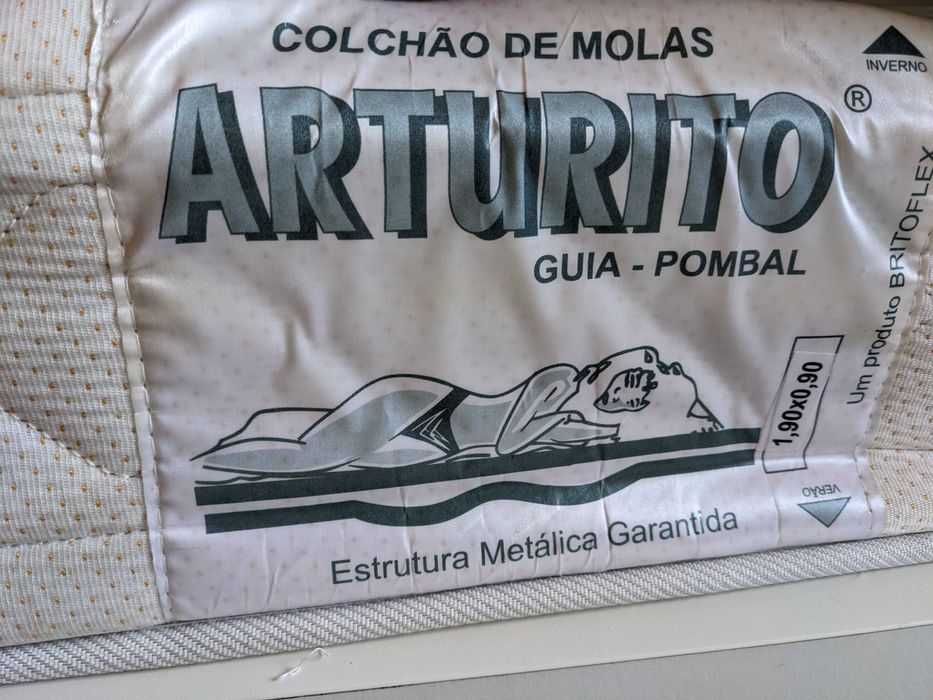 COLCHÃO DE MOLAS
ARTURITO ®
GUIA - POMBAL
INVERNO
Um produto BRITOFLEX
1,90x0,90
VERÃO
Estrutura Metálica Garantida